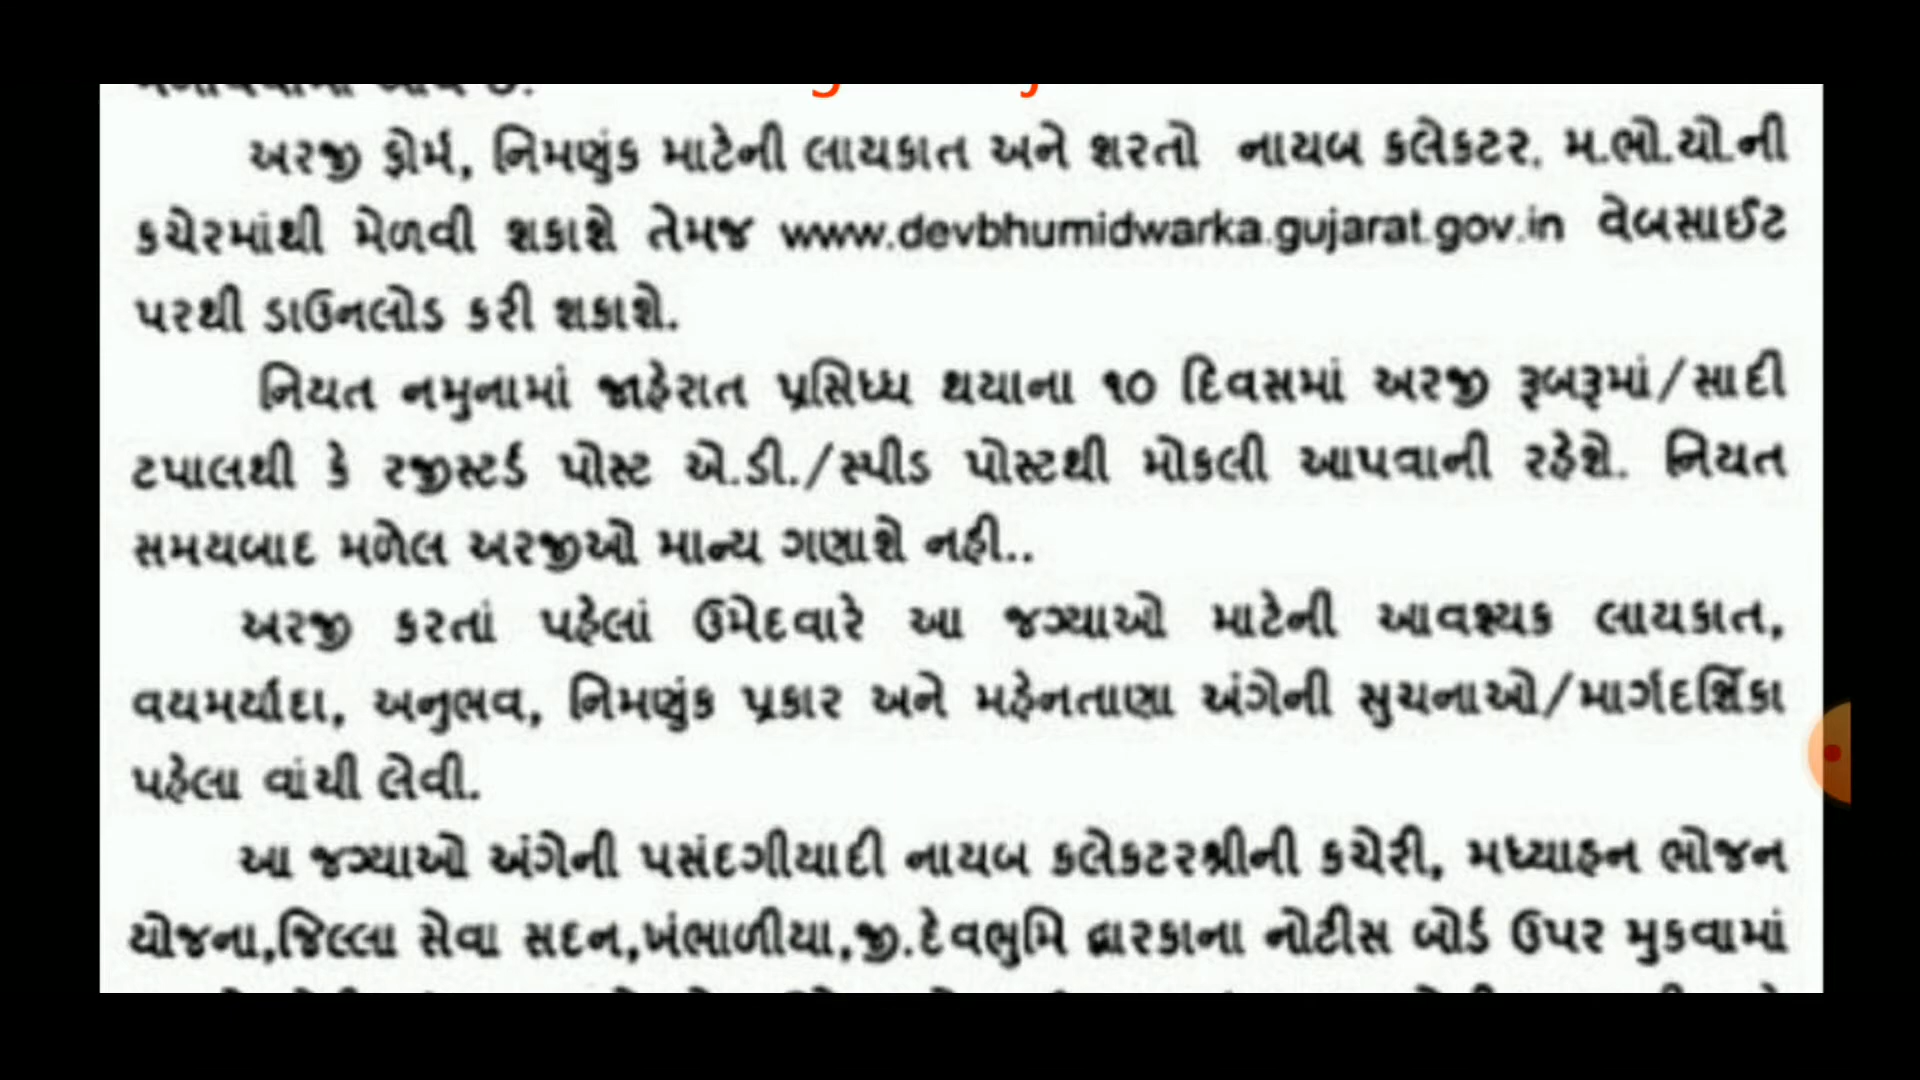 અરજી ફોર્મ, નિમણુંક માટેની લાયકાત અને શરતો નાયબ કલેકટર, મ.ભો.યો.ની
કચેરમાંથી મેળવી શકાશે તેમજ www.devbhumidwarka.gujarat.gov.in વેબસાઈટ
પરથી ડાઉનલોડ કરી શકાશે.
નિયત નમુનામાં જાહેરાત પ્રસિધ્ધ થયાના ૧૦ દિવસમાં અરજી રૂબરૂમાં/સાદી
ટપાલથી કે રજીસ્ટર્ડ પોસ્ટ એ.ડી./સ્પીડ પોસ્ટથી મોકલી આપવાની રહેશે. નિયત
સમયબાદ મળેલ અરજીઓ માન્ય ગણાશે નહી..
અરજી કરતાં પહેલાં ઉમેદવારે આ જગ્યાઓ માટેની આવશ્યક લાયકાત,
વયમર્યાદા, અનુભવ, નિમણુંક પ્રકાર અને મહેનતાણા અંગેની સુચનાઓ/માર્ગદર્શિકા
પહેલા વાંચી લેવી.
આ જગ્યાઓ અંગેની પસંદગીયાદી નાયબ કલેકટરશ્રીની કચેરી, મધ્યાહન ભોજન
યોજના,જિલ્લા સેવા સદન,ખંભાળીયા,જી.દેવભુમિ દ્વારકાના નોટીસ બોર્ડ ઉપર મુકવામાં